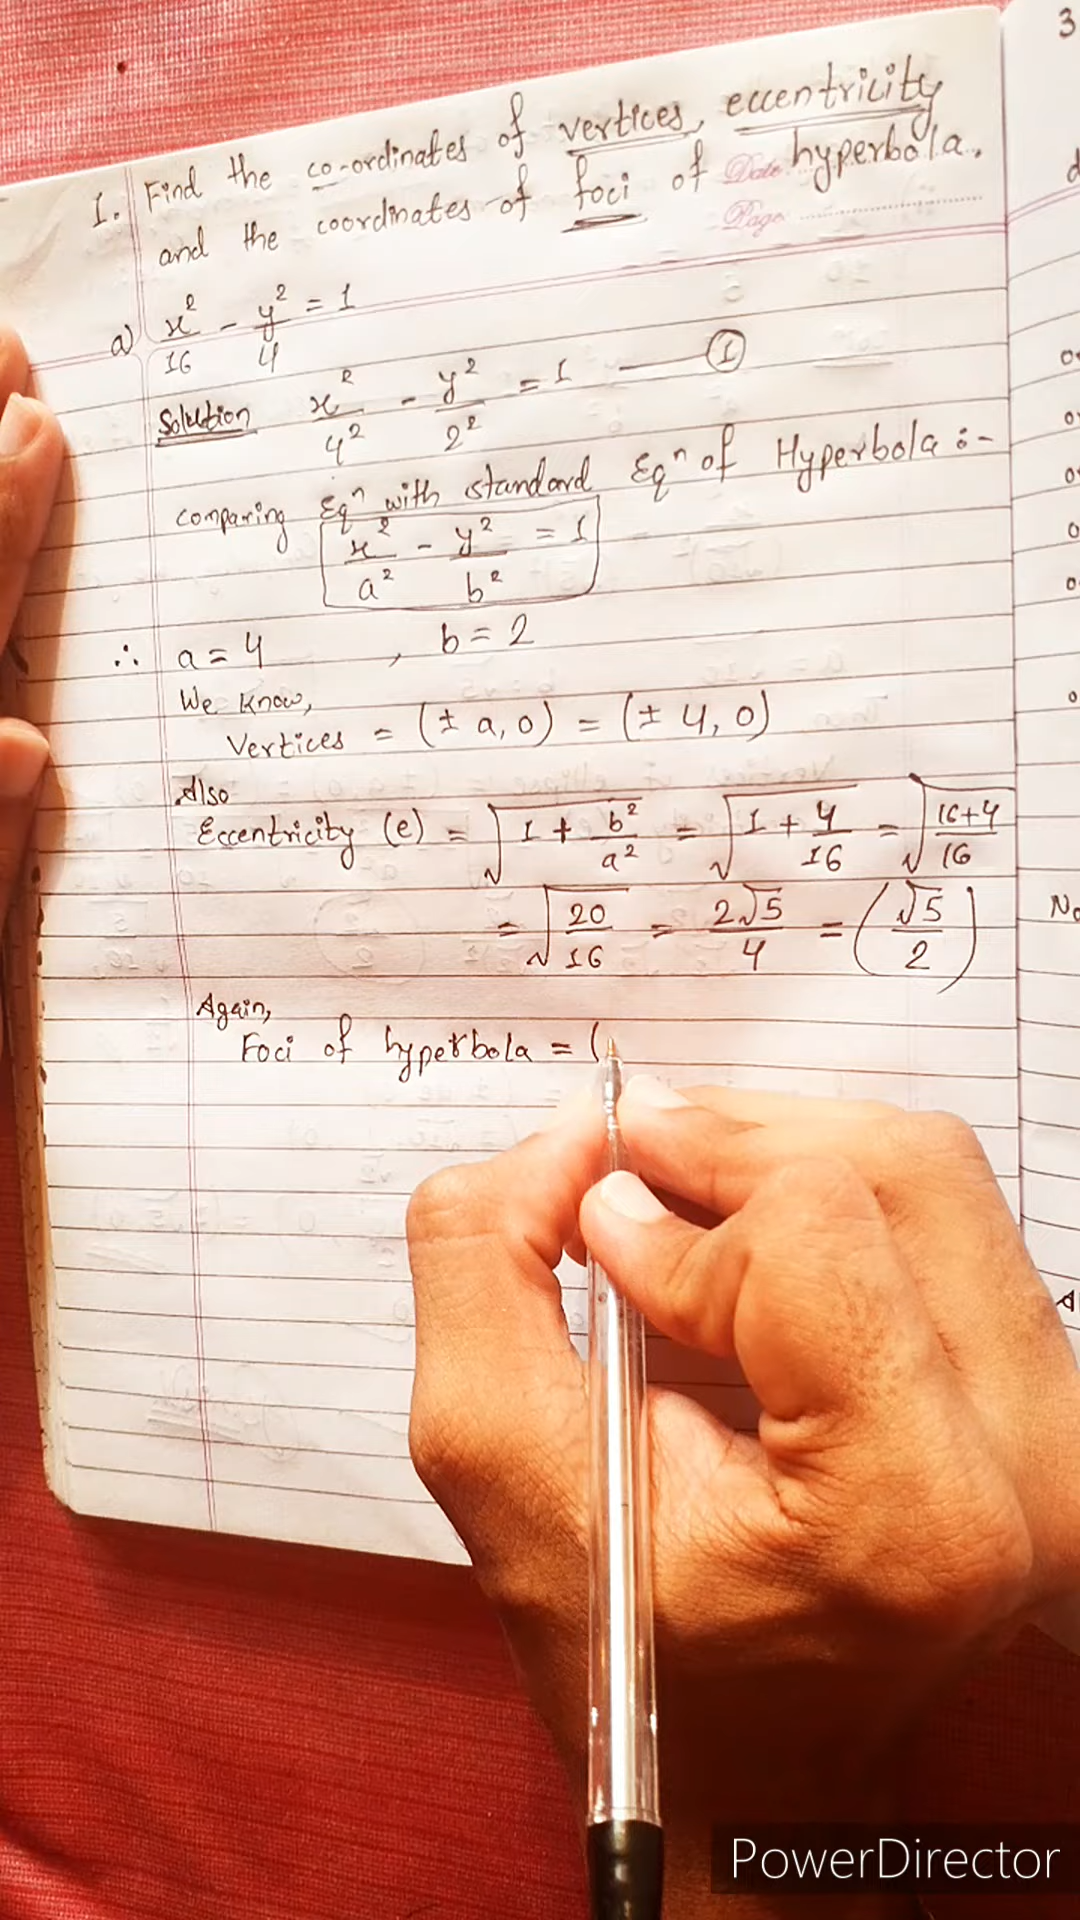 1. Find the co-ordinates of vertices, eccentricity
and the coordinates of foci of hyperbola.
Date
Page
a) x²/16 - y²/4 = 1
Solution x²/4² - y²/2² = 1 — ①
comparing Eqⁿ with standard Eqⁿ of Hyperbola :-
x²/a² - y²/b² = 1
∴ a = 4 , b = 2
We know,
Vertices = (± a, 0) = (± 4, 0)
Also
Eccentricity (e) = √(1 + b²/a²) = √(1 + 4/16) = √((16+4)/16)
= √(20/16) = 2√5/4 = (√5/2)
Again,
Foci of hyperbola = (
3
PowerDirector